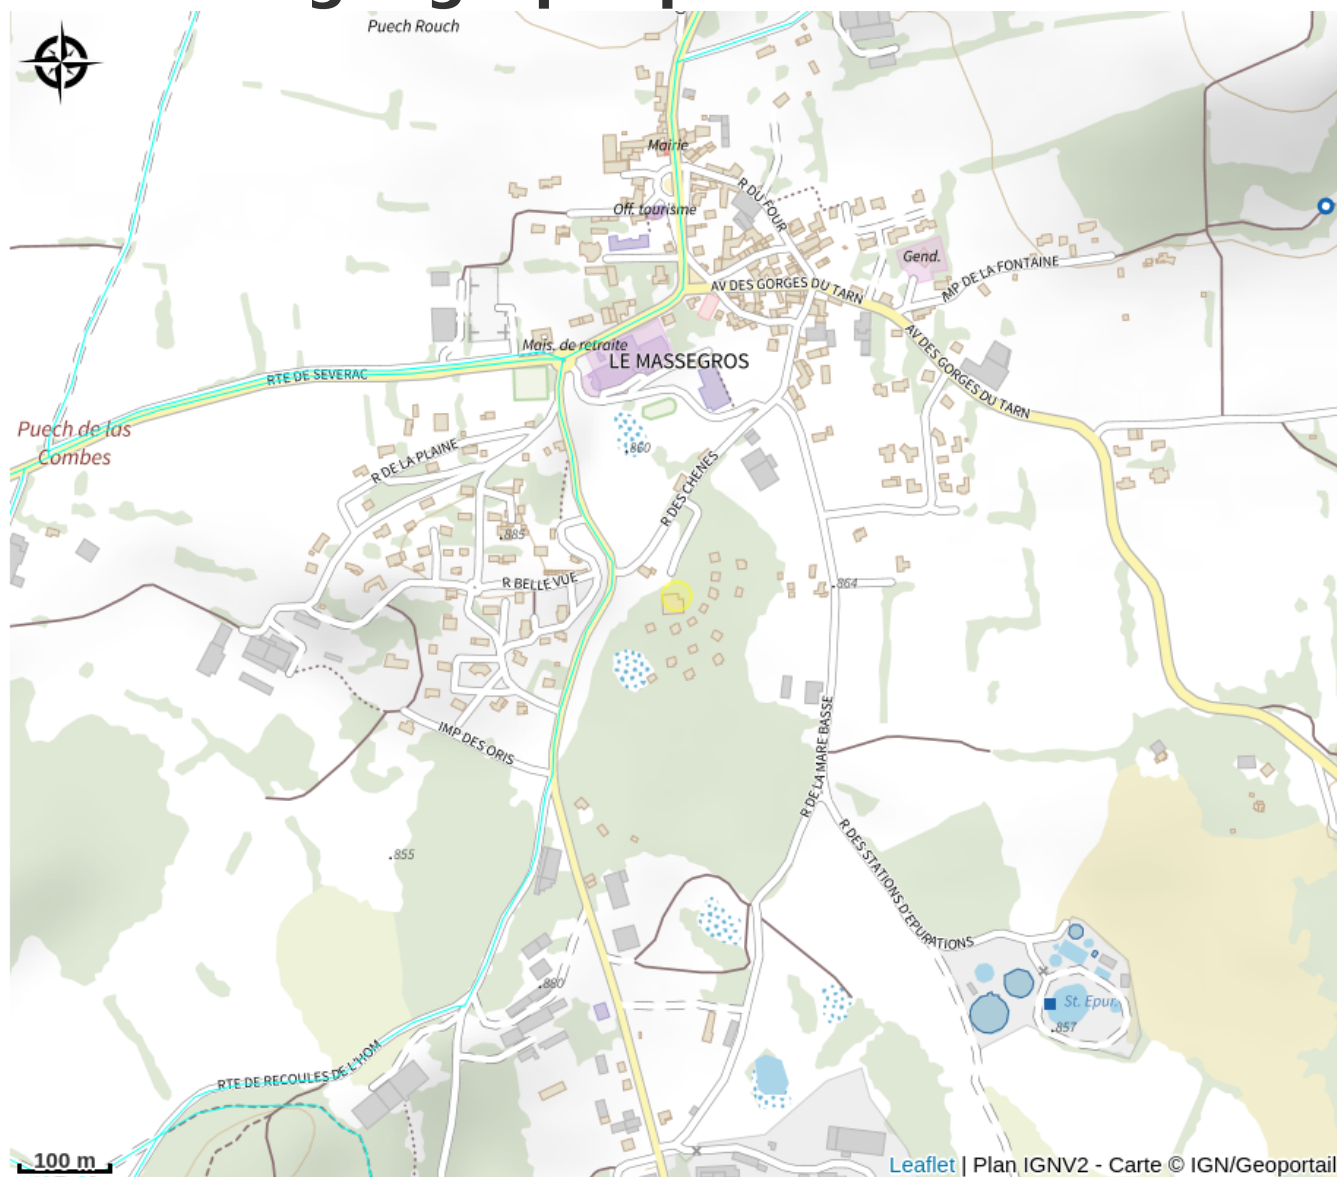 Puech Rouch
Mairie
R DU FOUR
Off. tourisme
Gend.
IMP DE LA FONTAINE
AV DES GORGES DU TARN
Mais. de retraite
LE MASSEGROS
AV DES GORGES DU TARN
RTE DE SEVERAC
Puech de las
Combes
R DE LA PLAINE
.860
R DES CHENES
.885
R BELLE VUE
.864
IMP DES ORIS
R DE LA MARE BASSE
.855
R DES STATIONS D'EPURATIONS
.880
St. Epur.
.857
RTE DE RECOULES DE L'HOM
100 m
Leaflet | Plan IGNV2 - Carte © IGN/Geoportail